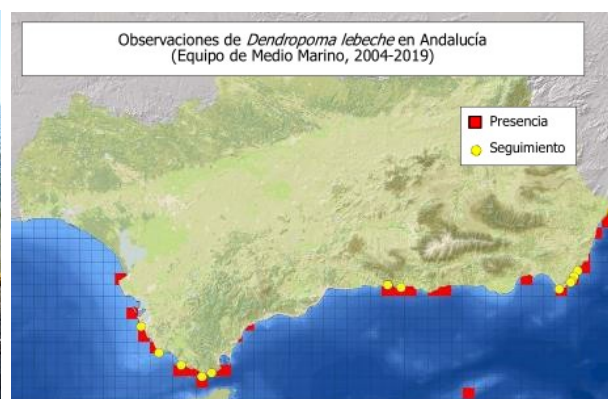 Observaciones de Dendropoma lebeche en Andalucía
(Equipo de Medio Marino, 2004-2019)
Presencia
Seguimiento